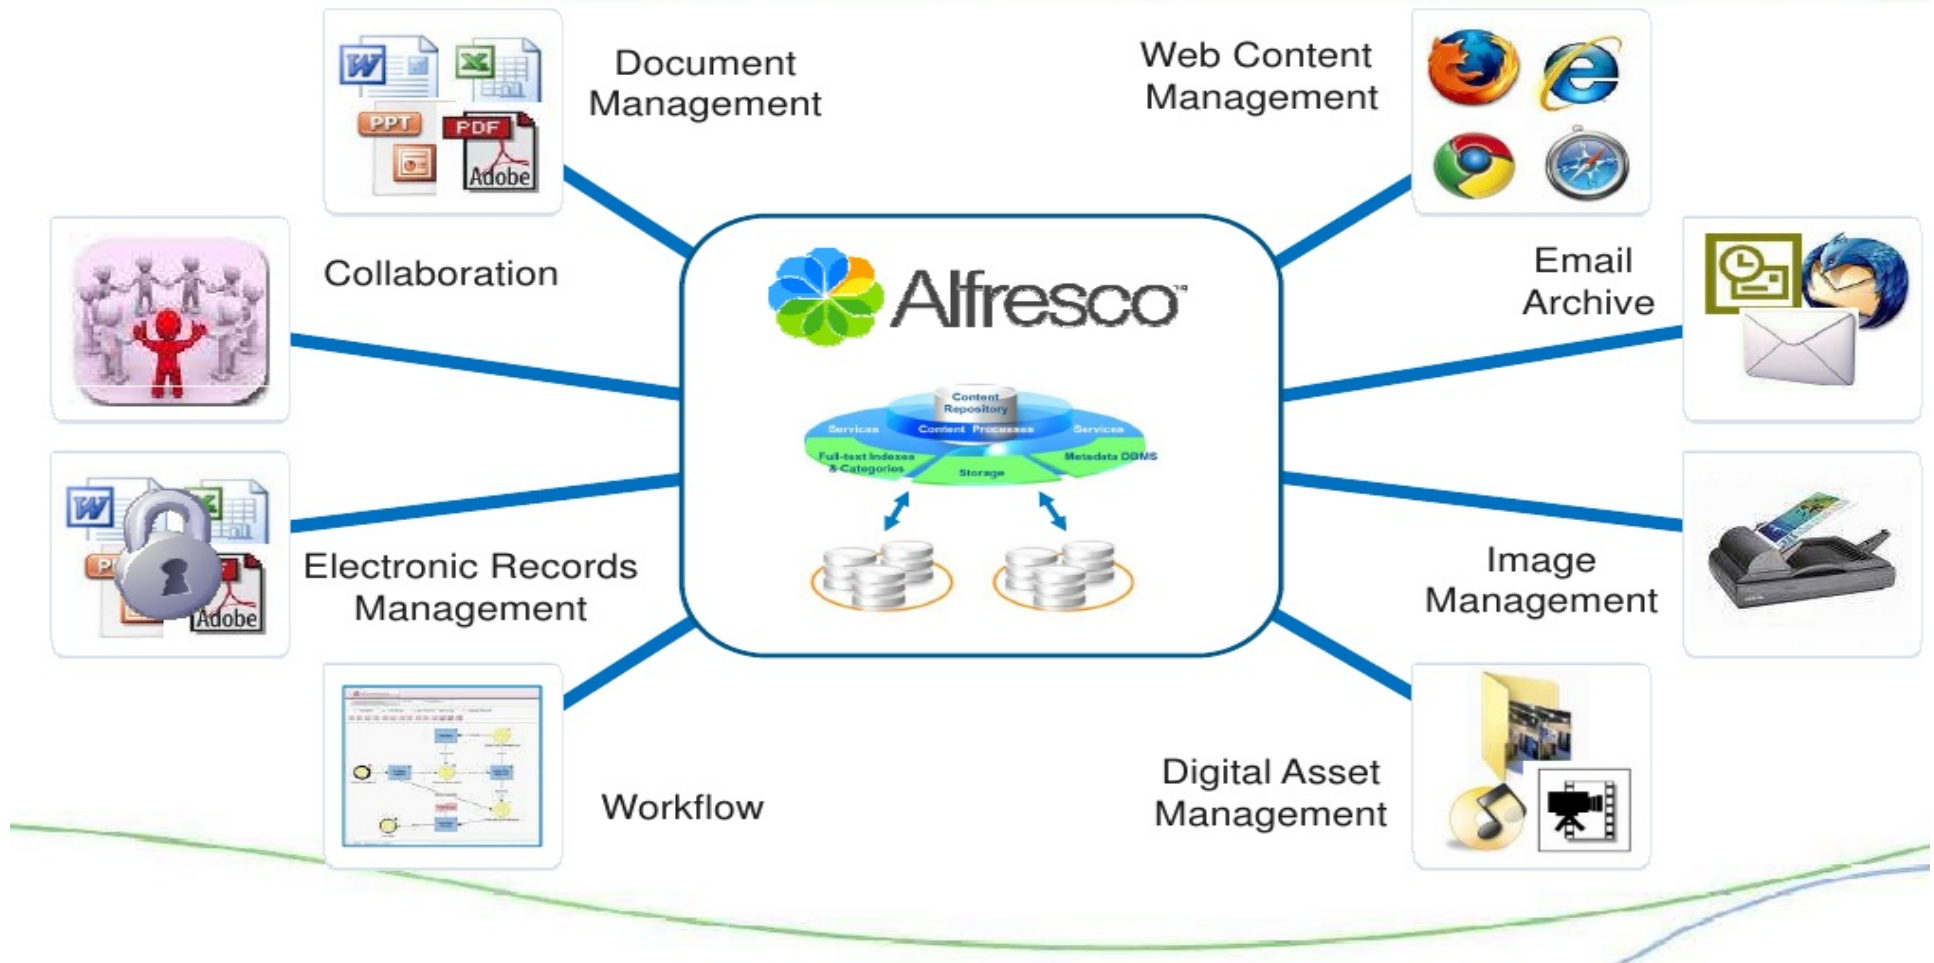 Document
Management
Web Content
Management
PPT
PDF
Adobe
Collaboration
Email
Archive
Alfresco
Content
Repository
Services
Content Processes
Services
Full-text Indexes
& Categories
Storage
Metadata DBMS
Electronic Records
Management
Adobe
Image
Management
Workflow
Digital Asset
Management